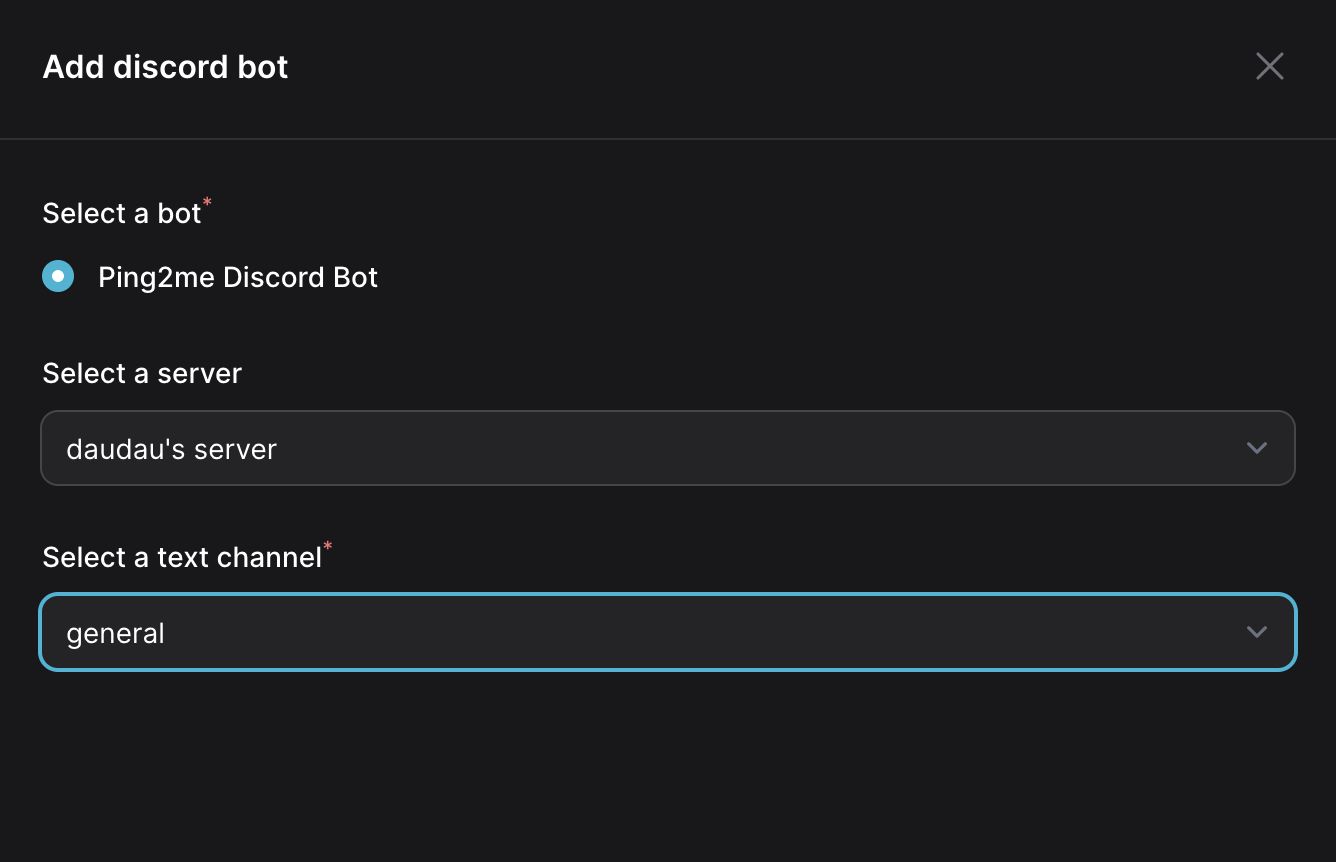 Add discord bot
Select a bot*
Ping2me Discord Bot
Select a server
daudau's server
Select a text channel*
general